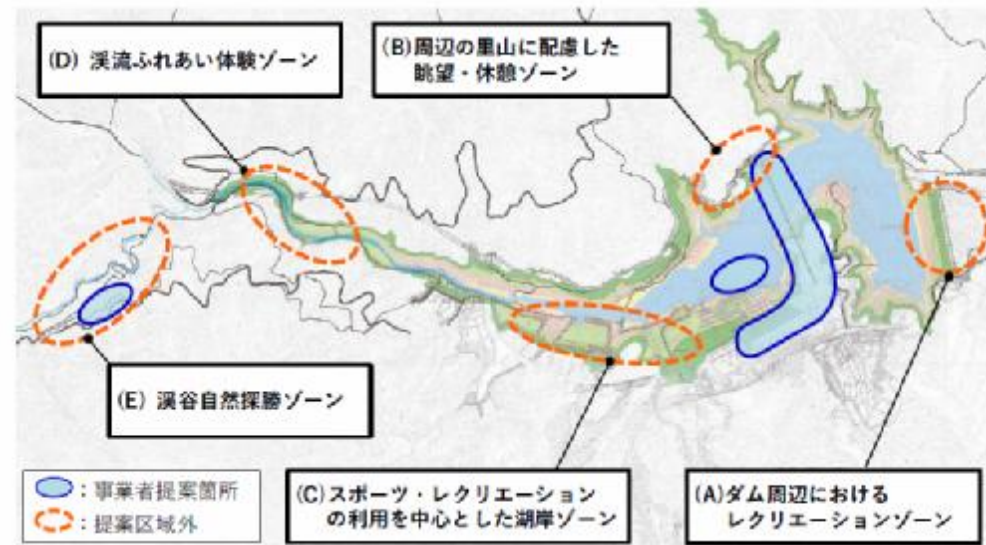 (D) 渓流ふれあい体験ゾーン
(B)周辺の里山に配慮した
眺望・休憩ゾーン
(E) 渓谷自然探勝ゾーン
(C)スポーツ・レクリエーション
の利用を中心とした湖岸ゾーン
(A)ダム周辺における
レクリエーションゾーン
：事業者提案箇所
：提案区域外